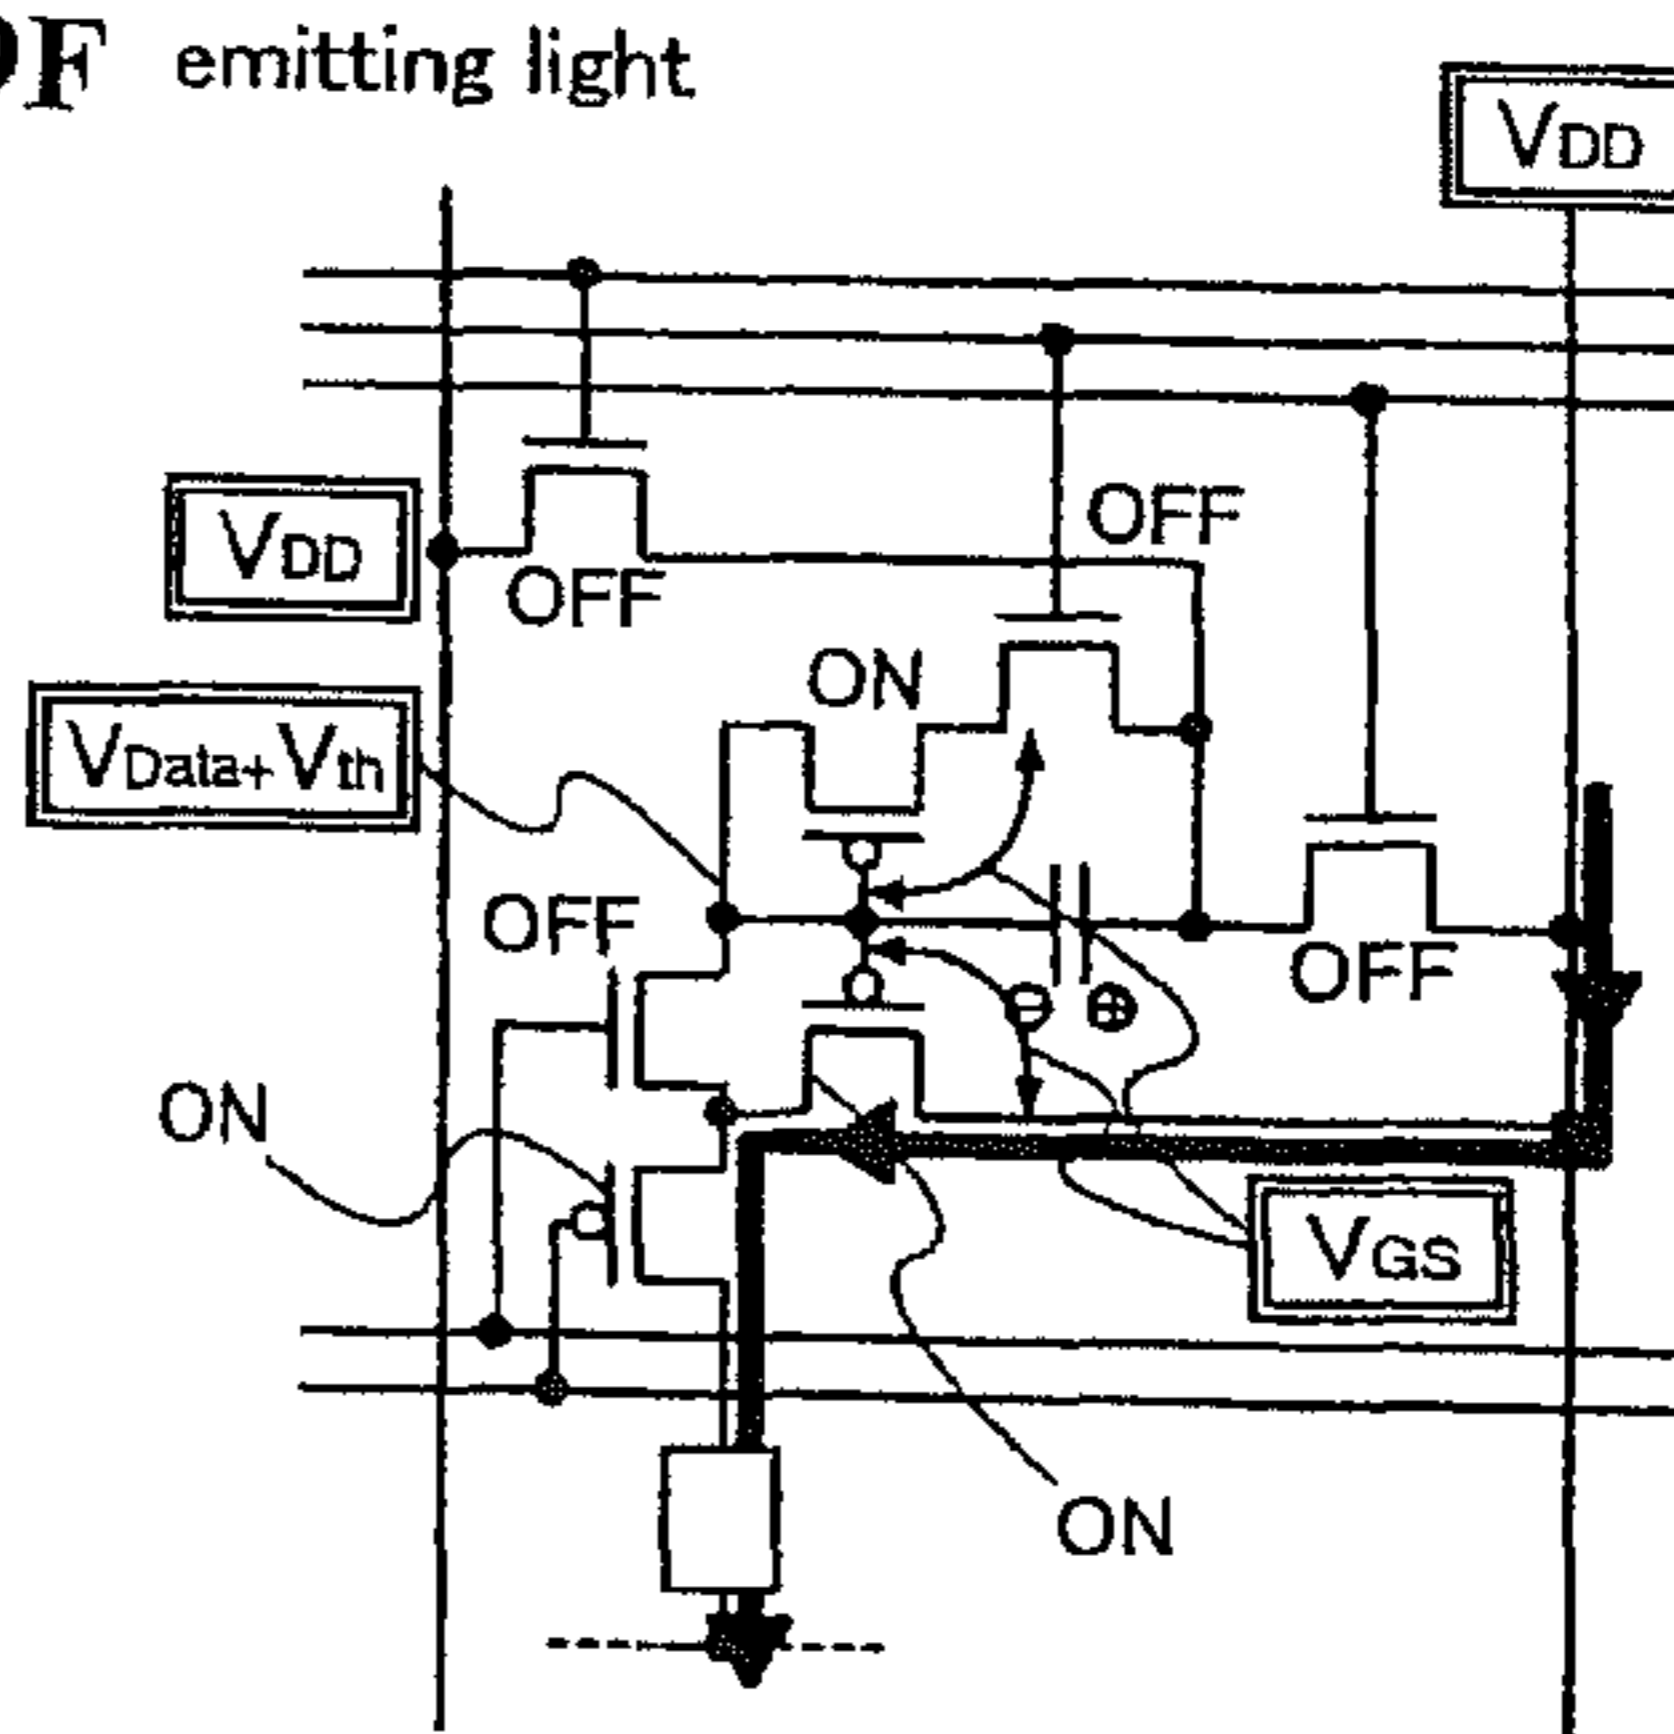 F emitting light
VDD
OFF
VDD
OFF
ON
VData+Vth
OFF
OFF
⊖ ⊕
ON
VGS
ON